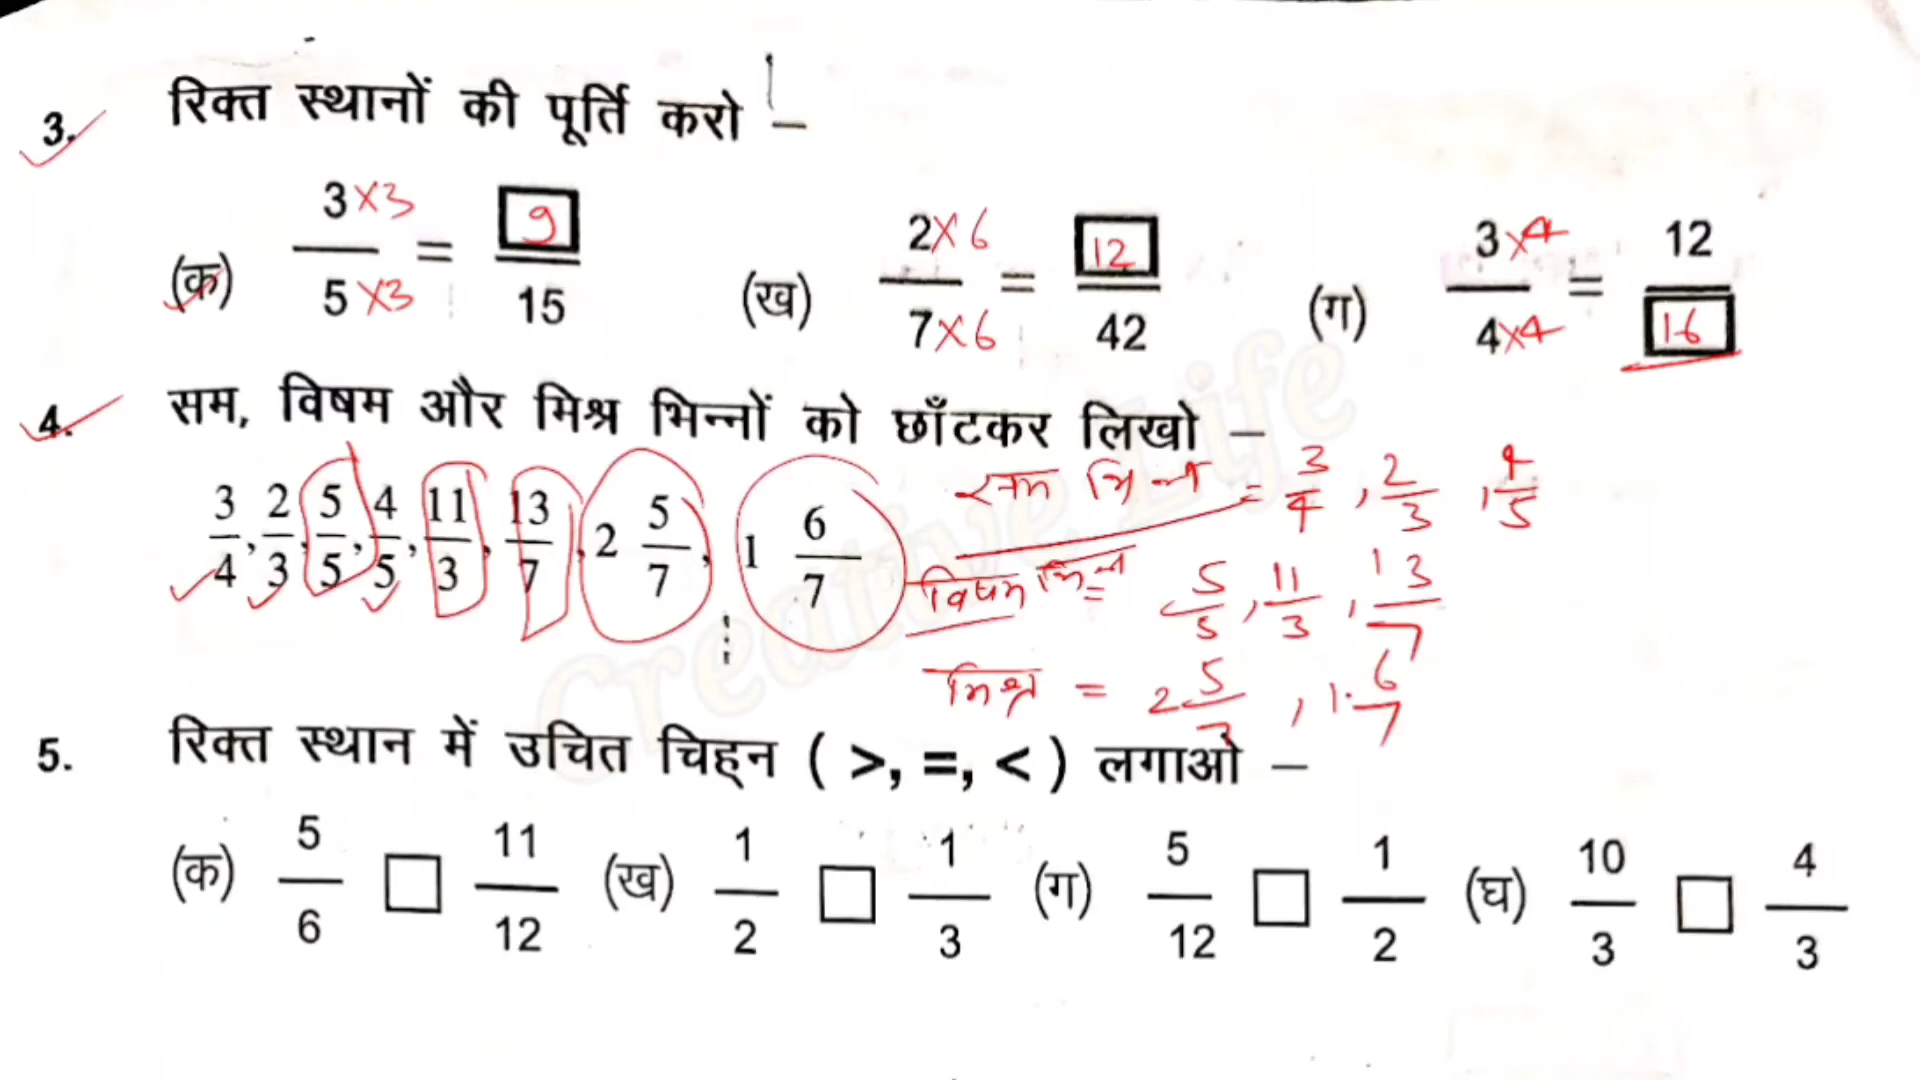 3. रिक्त स्थानों की पूर्ति करो –
(क) 3×3/5×3 = 9/15 (ख) 2×6/7×6 = 12/42 (ग) 3×4/4×4 = 12/16
4. सम, विषम और मिश्र भिन्नों को छाँटकर लिखो –
3/4, 2/3, 5/5, 4/5, 11/3, 13/7, 2 5/7, 1 6/7
सम भिन्न = 3/4, 2/3, 4/5
विषम भिन्न = 5/5, 11/3, 13/7
मिश्र = 2 5/7, 1 6/7
5. रिक्त स्थान में उचित चिह्न ( >, =, < ) लगाओ –
(क) 5/6 □ 11/12 (ख) 1/2 □ 1/3 (ग) 5/12 □ 1/2 (घ) 10/3 □ 4/3
Creative Life